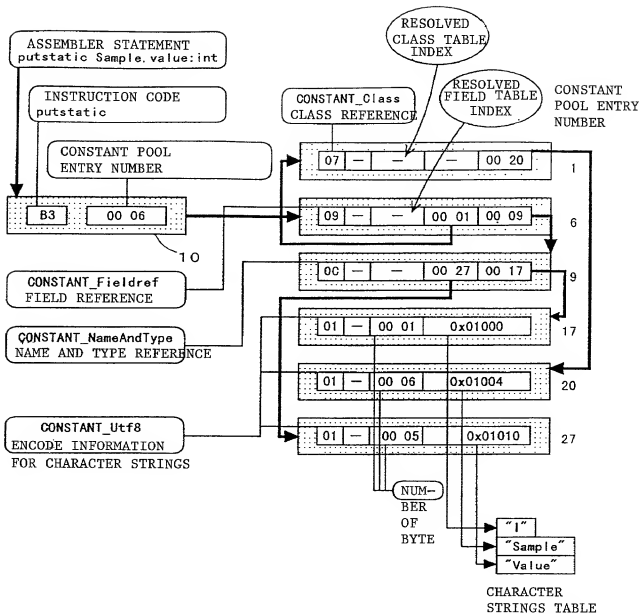 ASSEMBLER STATEMENT
putstatic Sample.value:int
INSTRUCTION CODE
putstatic
CONSTANT POOL
ENTRY NUMBER
B3 00 06
10
CONSTANT_Fieldref
FIELD REFERENCE
CONSTANT_NameAndType
NAME AND TYPE REFERENCE
CONSTANT_Utf8
ENCODE INFORMATION
FOR CHARACTER STRINGS
RESOLVED
CLASS TABLE
INDEX
CONSTANT_Class
CLASS REFERENCE
RESOLVED
FIELD TABLE
INDEX
CONSTANT
POOL ENTRY
NUMBER
07 — — — 00 20 1
09 — — 00 01 00 09 6
0C — — 00 27 00 17 9
01 — 00 01 0x01000 17
01 — 00 06 0x01004 20
01 — 00 05 0x01010 27
NUM-
BER
OF
BYTE
"I"
"Sample"
"Value"
CHARACTER
STRINGS TABLE